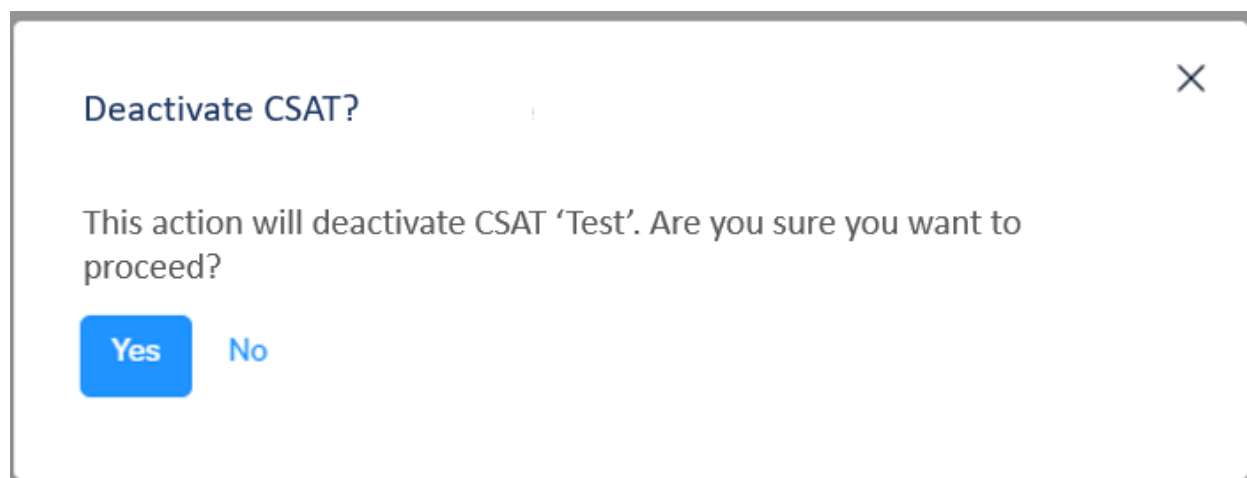 Deactivate CSAT?
This action will deactivate CSAT ‘Test’. Are you sure you want to
proceed?
Yes No